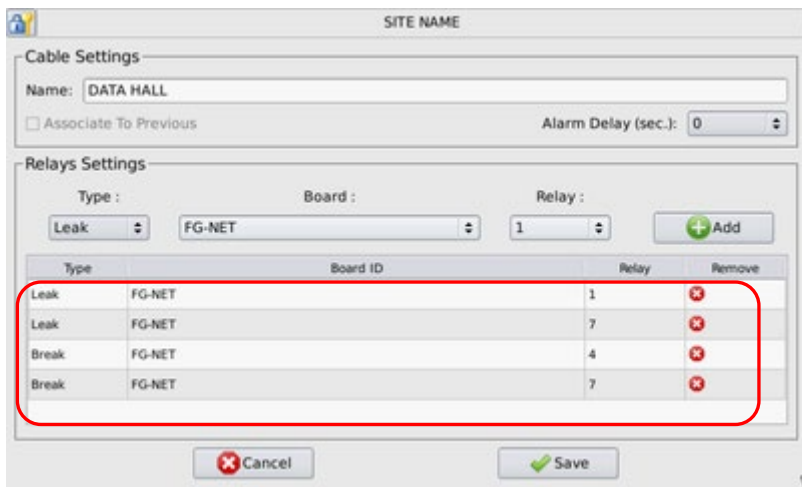 SITE NAME
Cable Settings
Name: DATA HALL
Associate To Previous Alarm Delay (sec.): 0
Relays Settings
Type : Board : Relay :
Leak FG-NET 1 Add
Type Board ID Relay Remove
Leak FG-NET 1
Leak FG-NET 7
Break FG-NET 4
Break FG-NET 7
Cancel Save